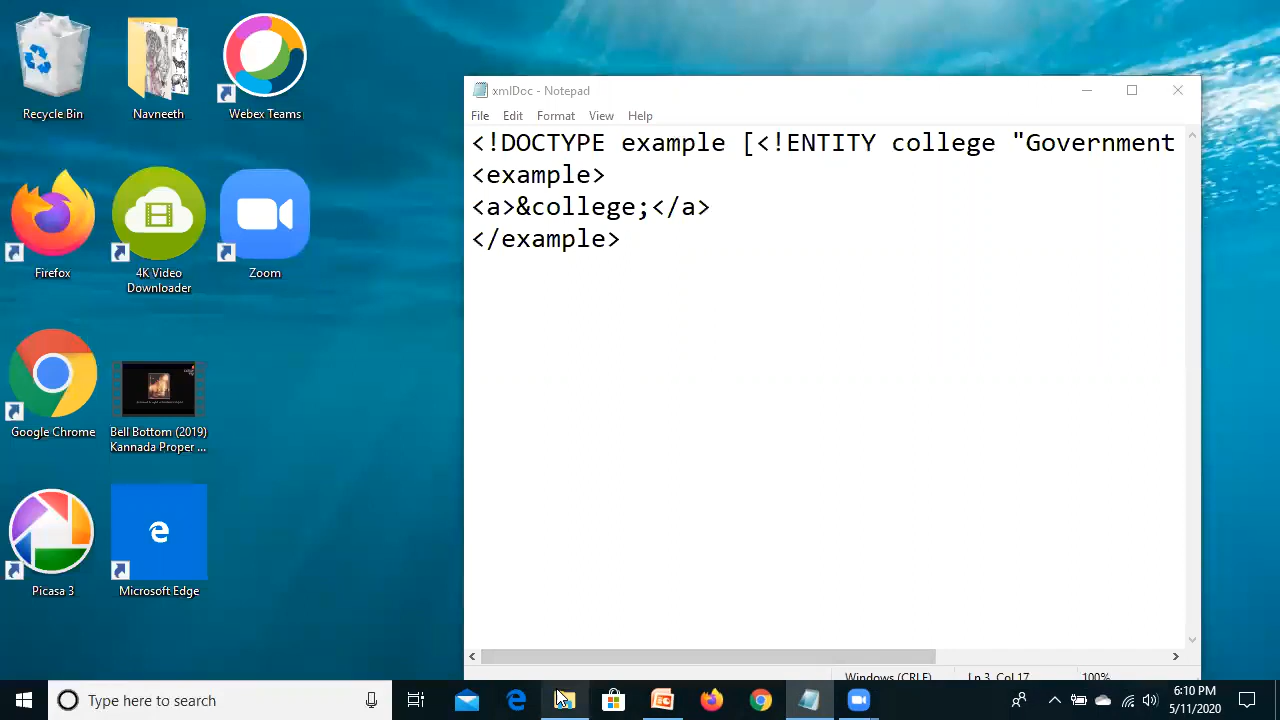 Recycle Bin
Navneeth
Webex Teams
Firefox
4K Video
Downloader
Zoom
Google Chrome
Bell Bottom (2019)
Kannada Proper ...
Picasa 3
Microsoft Edge
xmlDoc - Notepad
File Edit Format View Help
<!DOCTYPE example [<!ENTITY college "Government
<example>
<a>&college;</a>
</example>
Windows (CRLF) Ln 3, Col 17 100%
Type here to search
6:10 PM
5/11/2020